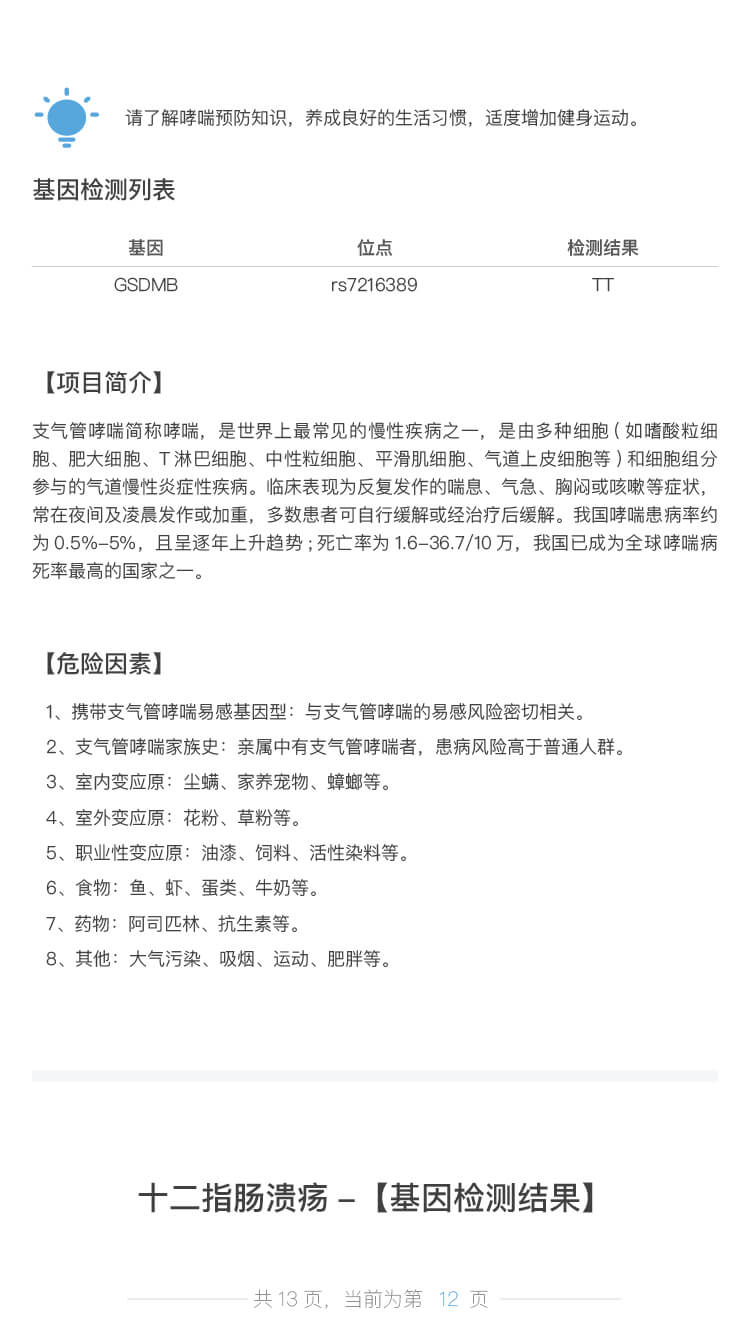 请了解哮喘预防知识，养成良好的生活习惯，适度增加健身运动。
基因检测列表
基因 位点 检测结果
GSDMB rs7216389 TT
【项目简介】
支气管哮喘简称哮喘，是世界上最常见的慢性疾病之一，是由多种细胞 ( 如嗜酸粒细
胞、肥大细胞、T 淋巴细胞、中性粒细胞、平滑肌细胞、气道上皮细胞等 ) 和细胞组分
参与的气道慢性炎症性疾病。临床表现为反复发作的喘息、气急、胸闷或咳嗽等症状，
常在夜间及凌晨发作或加重，多数患者可自行缓解或经治疗后缓解。我国哮喘患病率约
为 0.5%–5%，且呈逐年上升趋势 ; 死亡率为 1.6–36.7/10 万，我国已成为全球哮喘病
死率最高的国家之一。
【危险因素】
1、携带支气管哮喘易感基因型：与支气管哮喘的易感风险密切相关。
2、支气管哮喘家族史：亲属中有支气管哮喘者，患病风险高于普通人群。
3、室内变应原：尘螨、家养宠物、蟑螂等。
4、室外变应原：花粉、草粉等。
5、职业性变应原：油漆、饲料、活性染料等。
6、食物：鱼、虾、蛋类、牛奶等。
7、药物：阿司匹林、抗生素等。
8、其他：大气污染、吸烟、运动、肥胖等。
十二指肠溃疡 –【基因检测结果】
共 13 页，当前为第 12 页